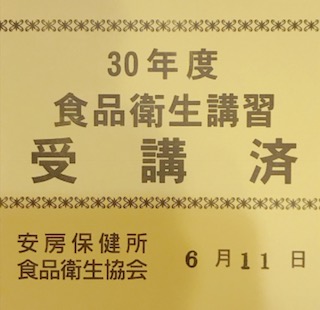 30年度
食品衛生講習
受講済
安房保健所
食品衛生協会
6月11日